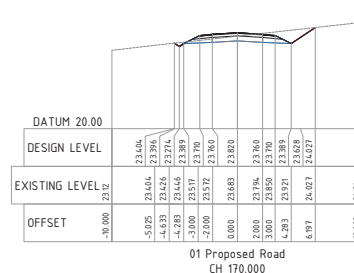 DATUM 20.00
DESIGN LEVEL 23.404 23.396 23.274 23.389 23.710 23.760 23.820 23.760 23.710 23.389 23.628 24.027
EXISTING LEVEL 23.12 23.404 23.426 23.446 23.517 23.572 23.683 23.794 23.850 23.921 24.027
OFFSET -10.000 -5.025 -4.633 -4.283 -3.000 -2.000 0.000 2.000 3.000 4.283 6.197
01 Proposed Road
CH 170.000